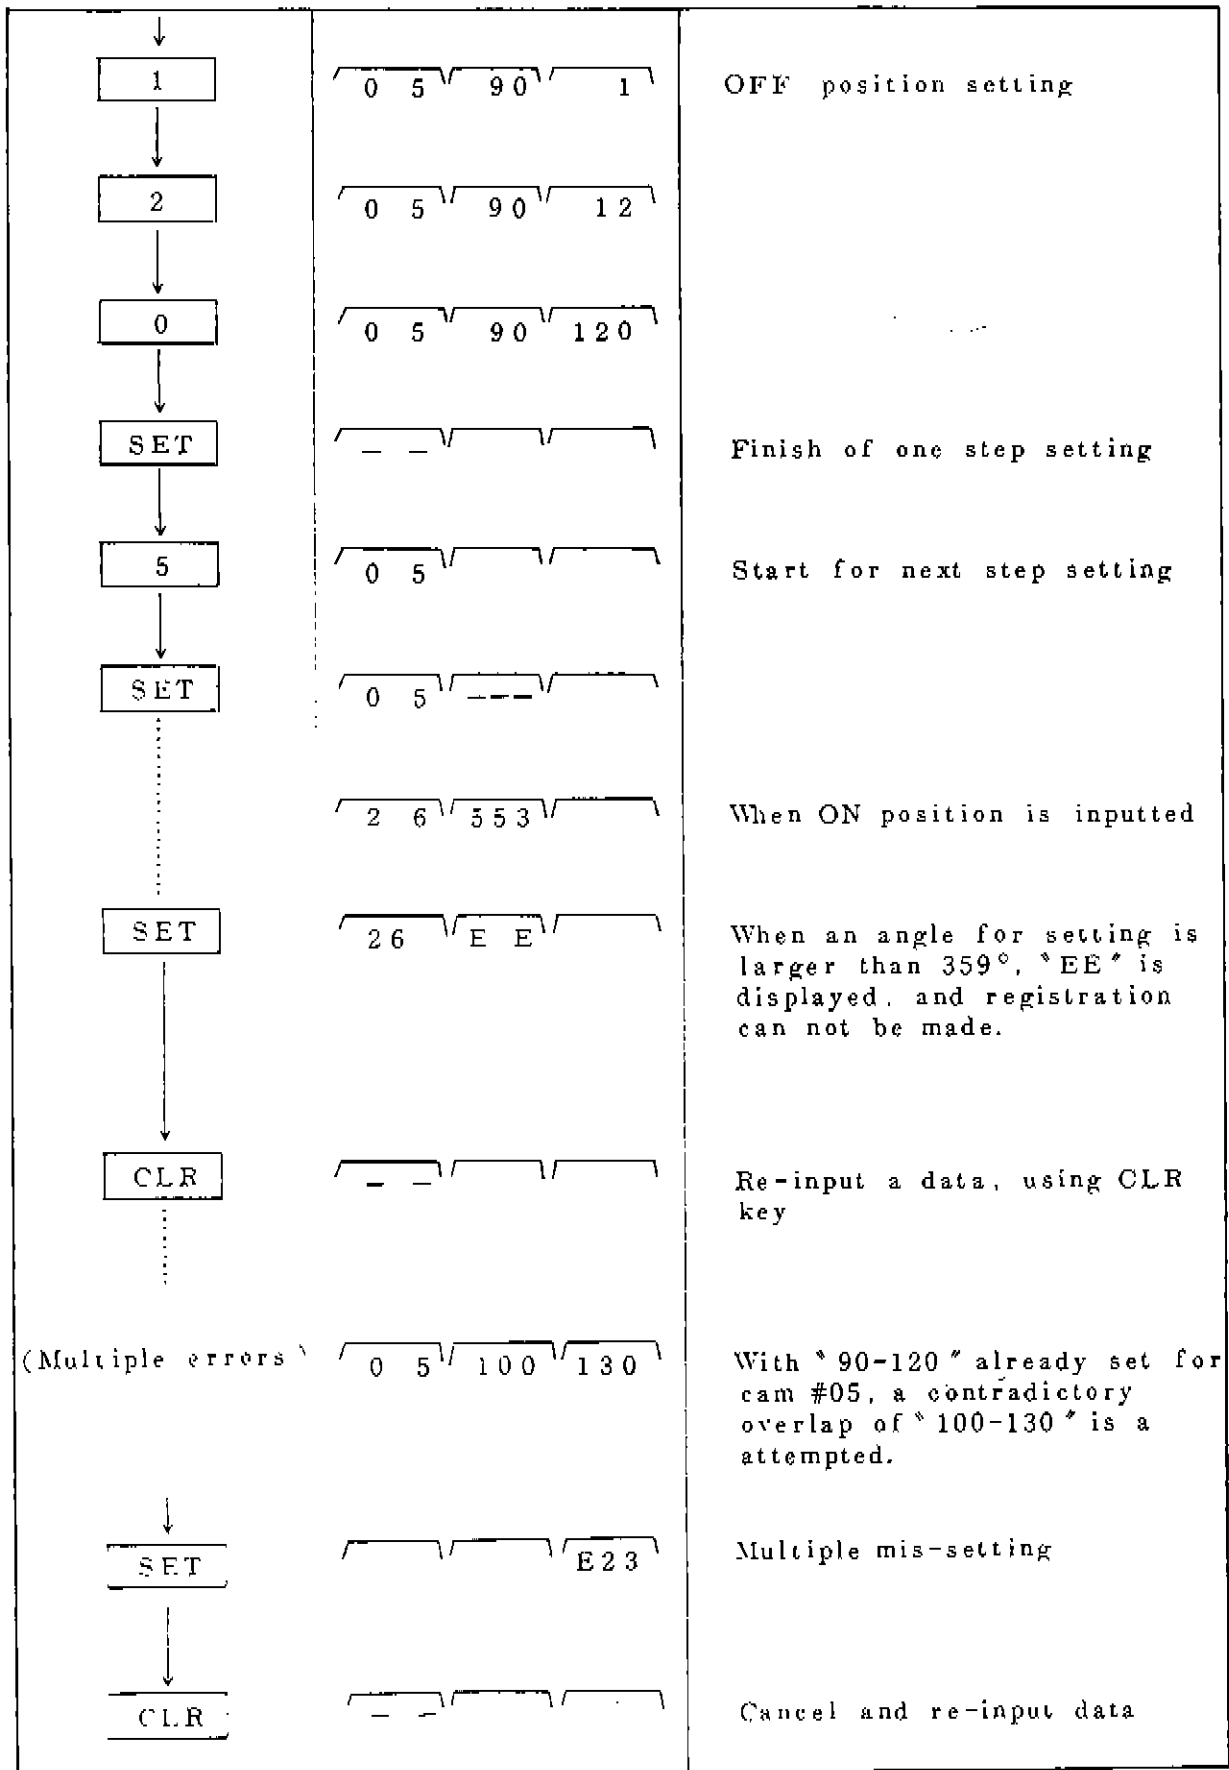 1 0 5 90 1 OFF position setting
2 0 5 90 12
0 0 5 90 120
SET _ _ Finish of one step setting
5 0 5 Start for next step setting
SET 0 5 ---
2 6 553 When ON position is inputted
SET 26 E E When an angle for setting is
larger than 359°, "EE" is
displayed, and registration
can not be made.
CLR _ _ Re-input a data, using CLR
key
(Multiple errors) 0 5 100 130 With "90-120" already set for
cam #05, a contradictory
overlap of "100-130" is a
attempted.
SET E23 Multiple mis-setting
CLR _ _ Cancel and re-input data